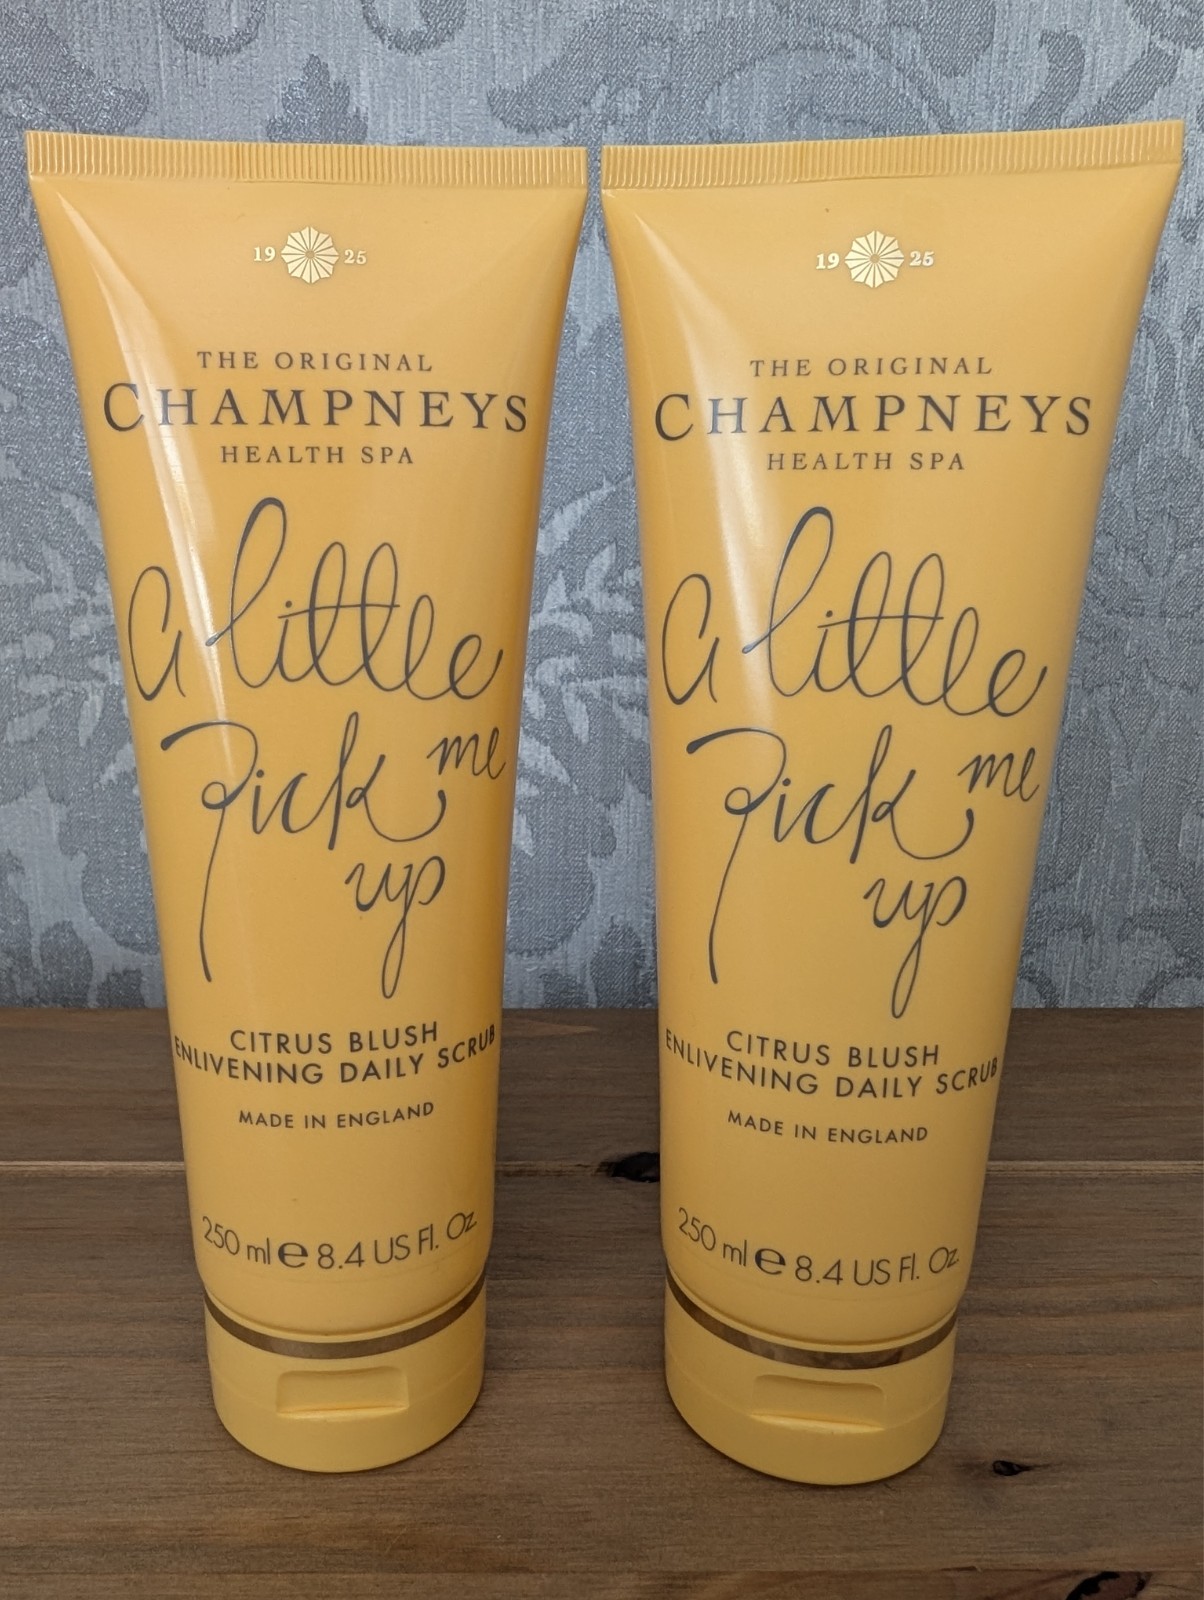 19 25
THE ORIGINAL
CHAMPNEYS
HEALTH SPA
a little
Pick me
up
CITRUS BLUSH
ENLIVENING DAILY SCRUB
MADE IN ENGLAND
250 ml e 8.4 US Fl. Oz
19 25
THE ORIGINAL
CHAMPNEYS
HEALTH SPA
a little
Pick me
up
CITRUS BLUSH
ENLIVENING DAILY SCRUB
MADE IN ENGLAND
250 ml e 8.4 US Fl. Oz